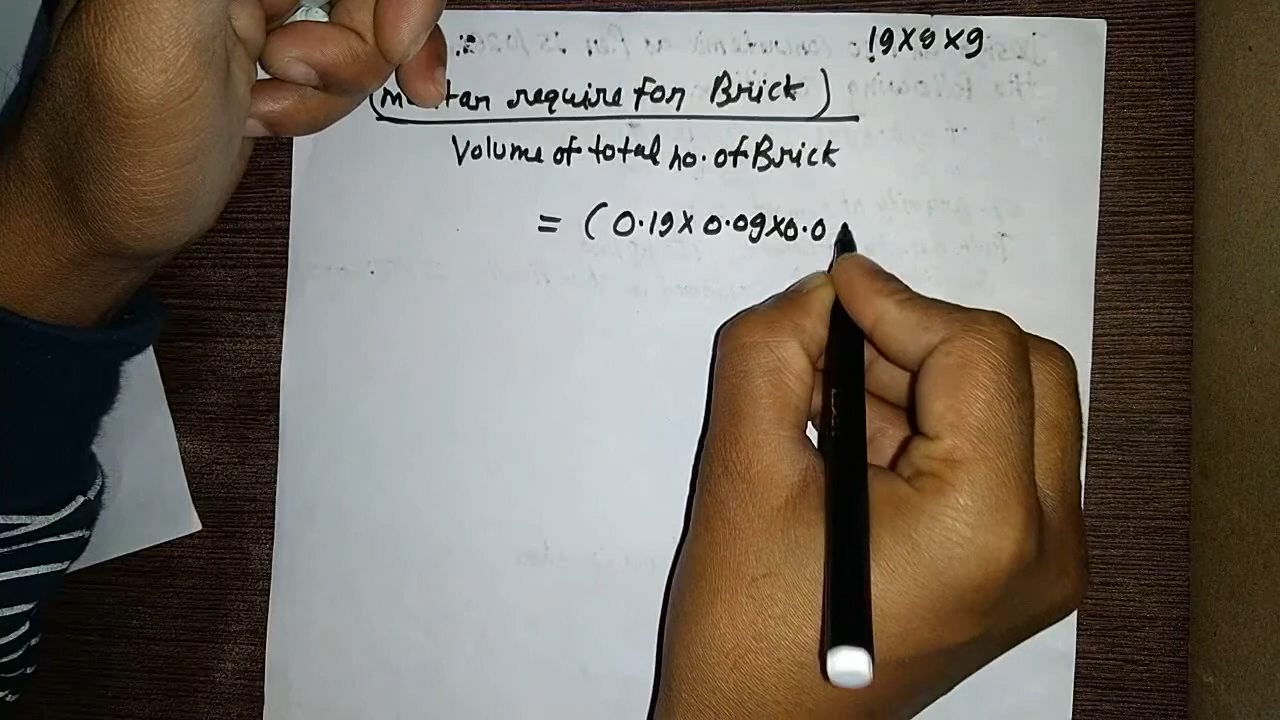 19X9X9
(mortar require For Brick)
Volume of total no. of Brick
= (0.19X0.09X0.0